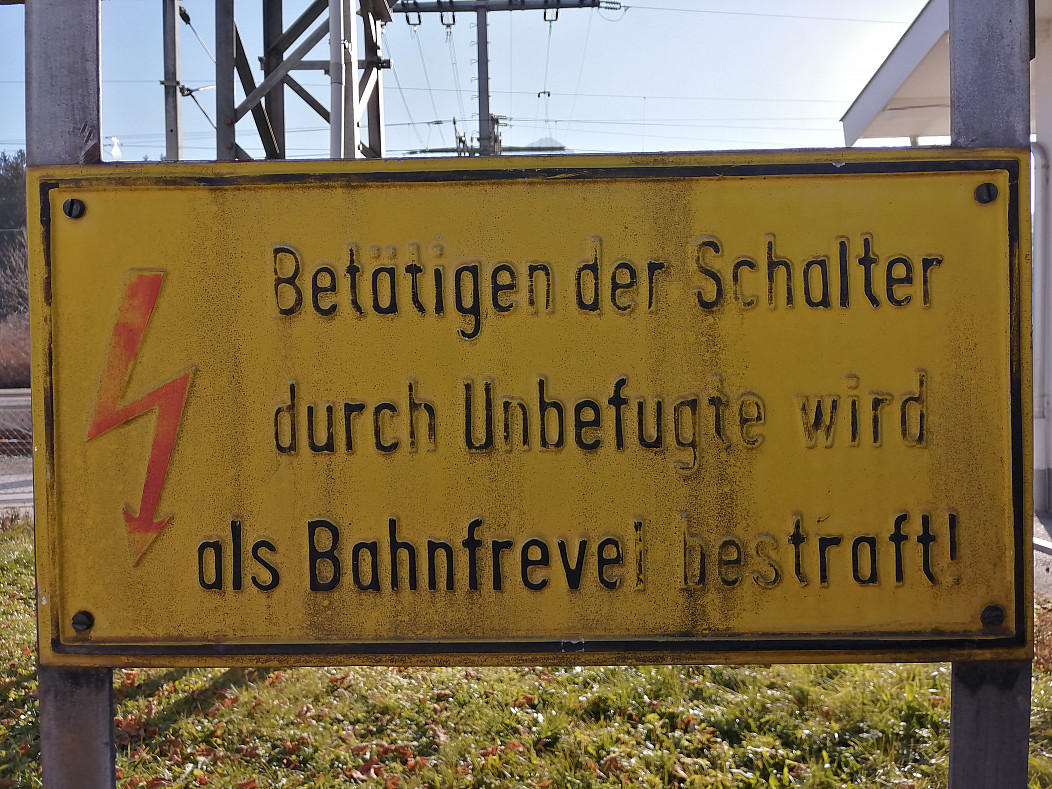 Betätigen der Schalter
durch Unbefugte wird
als Bahnfrevel bestraft!